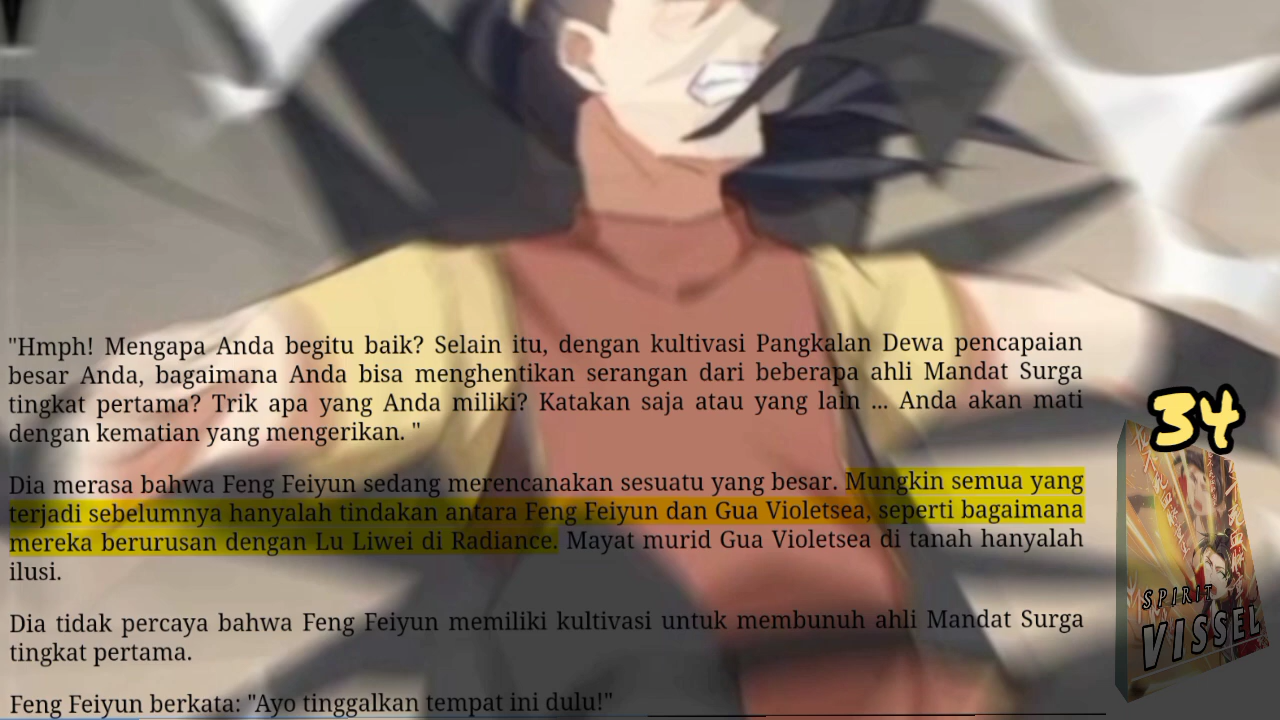 "Hmph! Mengapa Anda begitu baik? Selain itu, dengan kultivasi Pangkalan Dewa pencapaian
besar Anda, bagaimana Anda bisa menghentikan serangan dari beberapa ahli Mandat Surga
tingkat pertama? Trik apa yang Anda miliki? Katakan saja atau yang lain ... Anda akan mati
dengan kematian yang mengerikan. "
Dia merasa bahwa Feng Feiyun sedang merencanakan sesuatu yang besar. Mungkin semua yang
terjadi sebelumnya hanyalah tindakan antara Feng Feiyun dan Gua Violetsea, seperti bagaimana
mereka berurusan dengan Lu Liwei di Radiance. Mayat murid Gua Violetsea di tanah hanyalah
ilusi.
Dia tidak percaya bahwa Feng Feiyun memiliki kultivasi untuk membunuh ahli Mandat Surga
tingkat pertama.
Feng Feiyun berkata: "Ayo tinggalkan tempat ini dulu!"
34
SPIRIT
VISSEL